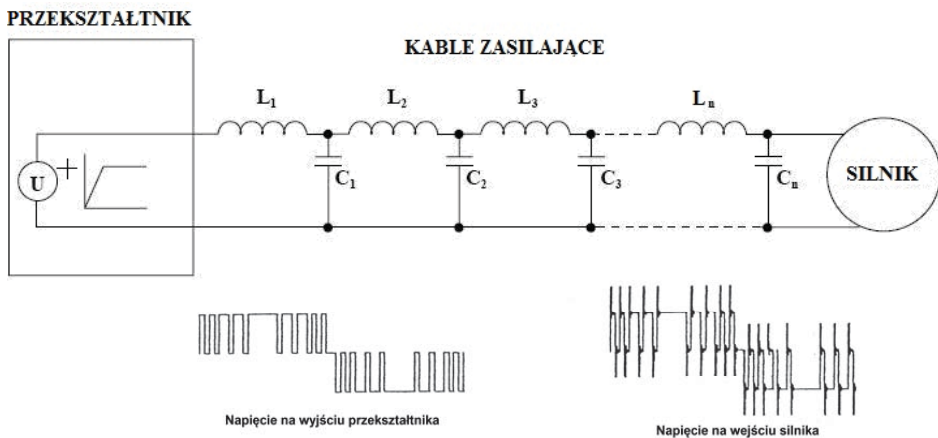 PRZEKSZTAŁTNIK
KABLE ZASILAJĄCE
L1 L2 L3 Ln
U + C1 C2 C3 Cn SILNIK
Napięcie na wyjściu przekształtnika
Napięcie na wejściu silnika